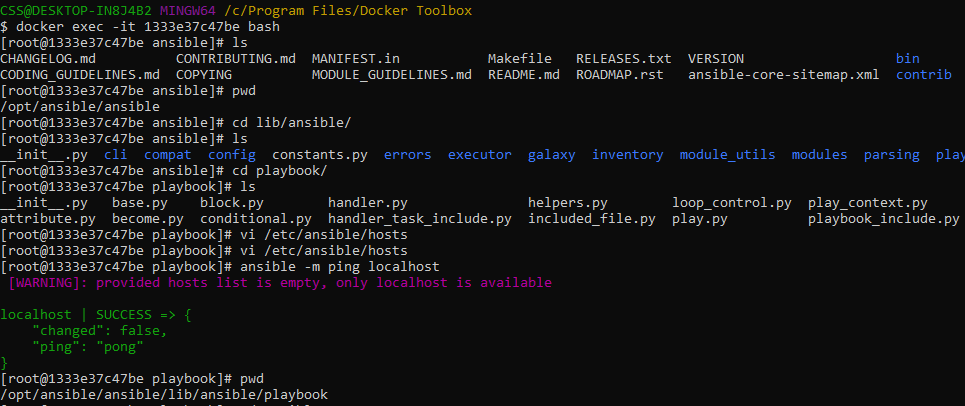 CSS@DESKTOP-IN8J4B2 MINGW64 /c/Program Files/Docker Toolbox
$ docker exec -it 1333e37c47be bash
[root@1333e37c47be ansible]# ls
CHANGELOG.md CONTRIBUTING.md MANIFEST.in Makefile RELEASES.txt VERSION bin
CODING_GUIDELINES.md COPYING MODULE_GUIDELINES.md README.md ROADMAP.rst ansible-core-sitemap.xml contrib
[root@1333e37c47be ansible]# pwd
/opt/ansible/ansible
[root@1333e37c47be ansible]# cd lib/ansible/
[root@1333e37c47be ansible]# ls
__init__.py cli compat config constants.py errors executor galaxy inventory module_utils modules parsing play
[root@1333e37c47be ansible]# cd playbook/
[root@1333e37c47be playbook]# ls
__init__.py base.py block.py handler.py helpers.py loop_control.py play_context.py
attribute.py become.py conditional.py handler_task_include.py included_file.py play.py playbook_include.py
[root@1333e37c47be playbook]# vi /etc/ansible/hosts
[root@1333e37c47be playbook]# vi /etc/ansible/hosts
[root@1333e37c47be playbook]# ansible -m ping localhost
[WARNING]: provided hosts list is empty, only localhost is available
localhost | SUCCESS => {
"changed": false,
"ping": "pong"
}
[root@1333e37c47be playbook]# pwd
/opt/ansible/ansible/lib/ansible/playbook